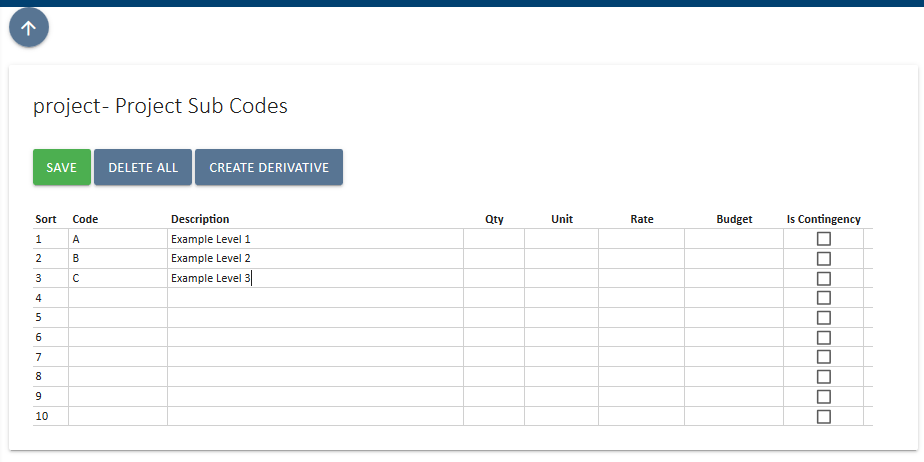 project- Project Sub Codes
SAVE DELETE ALL CREATE DERIVATIVE
Sort Code Description Qty Unit Rate Budget Is Contingency
1 A Example Level 1
2 B Example Level 2
3 C Example Level 3
4
5
6
7
8
9
10